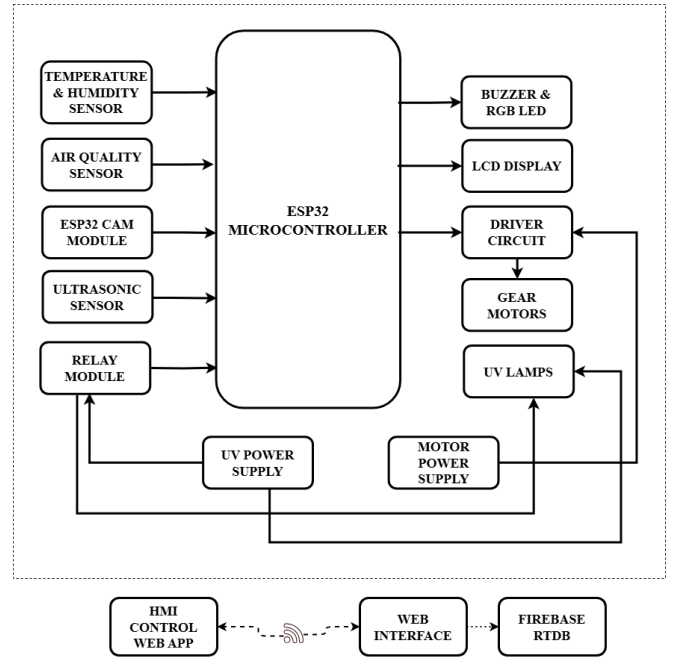 TEMPERATURE
& HUMIDITY
SENSOR
AIR QUALITY
SENSOR
ESP32 CAM
MODULE
ULTRASONIC
SENSOR
RELAY
MODULE
ESP32
MICROCONTROLLER
BUZZER &
RGB LED
LCD DISPLAY
DRIVER
CIRCUIT
GEAR
MOTORS
UV LAMPS
UV POWER
SUPPLY
MOTOR
POWER
SUPPLY
HMI
CONTROL
WEB APP
WEB
INTERFACE
FIREBASE
RTDB